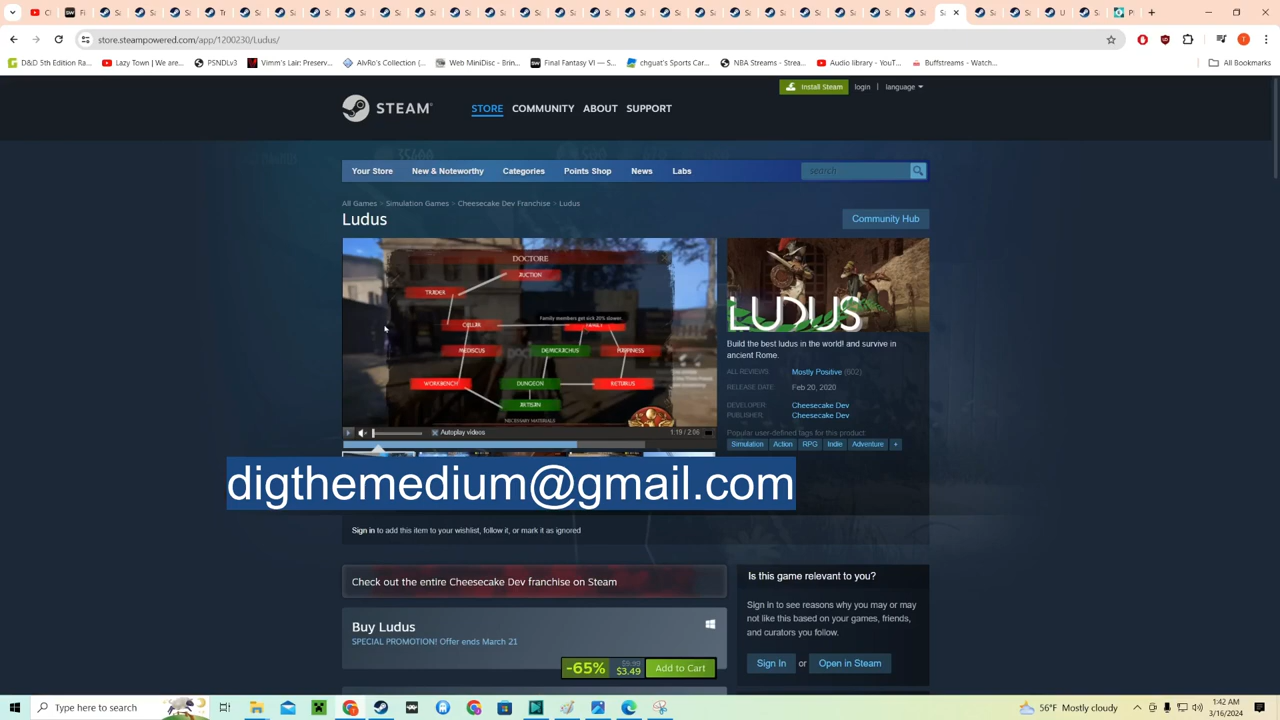 store.steampowered.com/app/1200230/Ludus/
D&D 5th Edition Ra...
Lazy Town | We are...
PSNDLv3
Vimm's Lair: Preserv...
AlvRo's Collection (...
Web MiniDisc - Brin...
Final Fantasy VI — S...
chguat's Sports Car...
NBA Streams - Strea...
Audio library - YouT...
Buffstreams - Watch...
All Bookmarks
Install Steam
login | language
STEAM
STORE COMMUNITY ABOUT SUPPORT
Your Store New & Noteworthy Categories Points Shop News Labs
search
All Games > Simulation Games > Cheesecake Dev Franchise > Ludus
Ludus
Community Hub
DOCTORE
AUCTION
TRADER
Family members get sick 20% slower.
CELLAR
FAMILY
MEDISCUS
HAPPINESS
WORKBENCH
DUNGEON
NECESSARY MATERIALS
Autoplay videos
1:19 / 2:06
LUDUS
Build the best ludus in the world! and survive in
ancient Rome.
ALL REVIEWS: Mostly Positive (602)
RELEASE DATE: Feb 20, 2020
DEVELOPER: Cheesecake Dev
PUBLISHER: Cheesecake Dev
Popular user-defined tags for this product:
Simulation Action RPG Indie Adventure +
digthemedium@gmail.com
Sign in to add this item to your wishlist, follow it, or mark it as ignored
Check out the entire Cheesecake Dev franchise on Steam
Buy Ludus
SPECIAL PROMOTION! Offer ends March 21
-65%
$3.49
Add to Cart
Is this game relevant to you?
Sign in to see reasons why you may or may
not like this based on your games, friends,
and curators you follow.
Sign In or Open in Steam
Type here to search
56°F Mostly cloudy
1:42 AM
3/16/2024